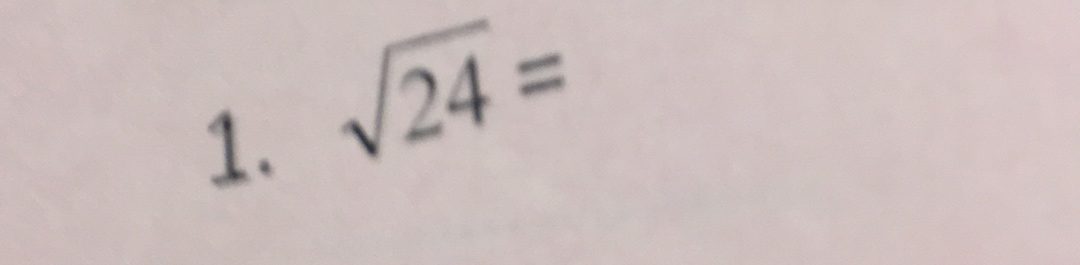 1. √24 =